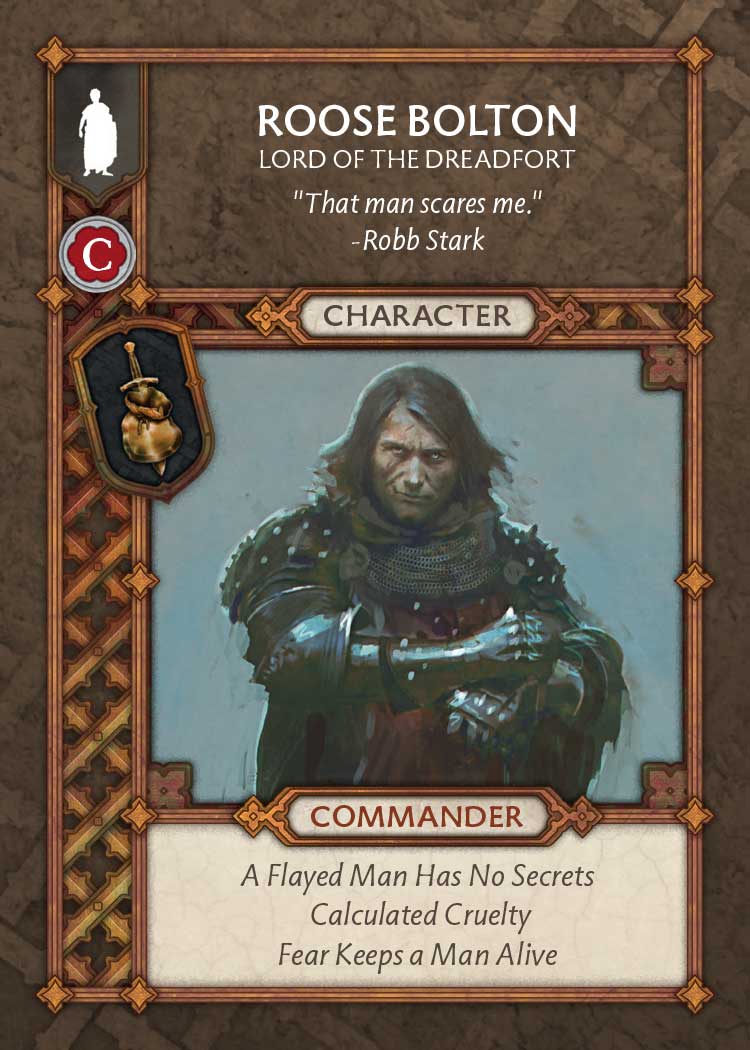 ROOSE BOLTON
LORD OF THE DREADFORT
"That man scares me."
-Robb Stark
C
CHARACTER
COMMANDER
A Flayed Man Has No Secrets
Calculated Cruelty
Fear Keeps a Man Alive